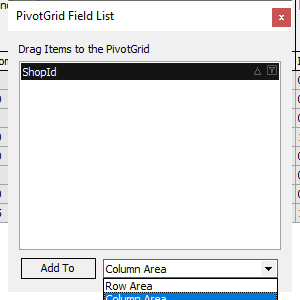 PivotGrid Field List
x
Drag Items to the PivotGrid
ShopId
Add To
Column Area
Row Area
Column Area